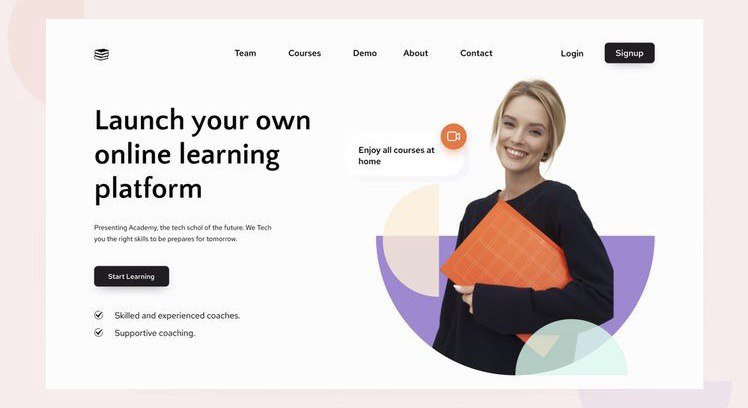 Team Courses Demo About Contact Login Signup
Launch your own
online learning
platform
Enjoy all courses at
home
Presenting Academy, the tech schol of the future. We Tech
you the right skills to be prepares for tomorrow.
Start Learning
Skilled and experienced coaches.
Supportive coaching.